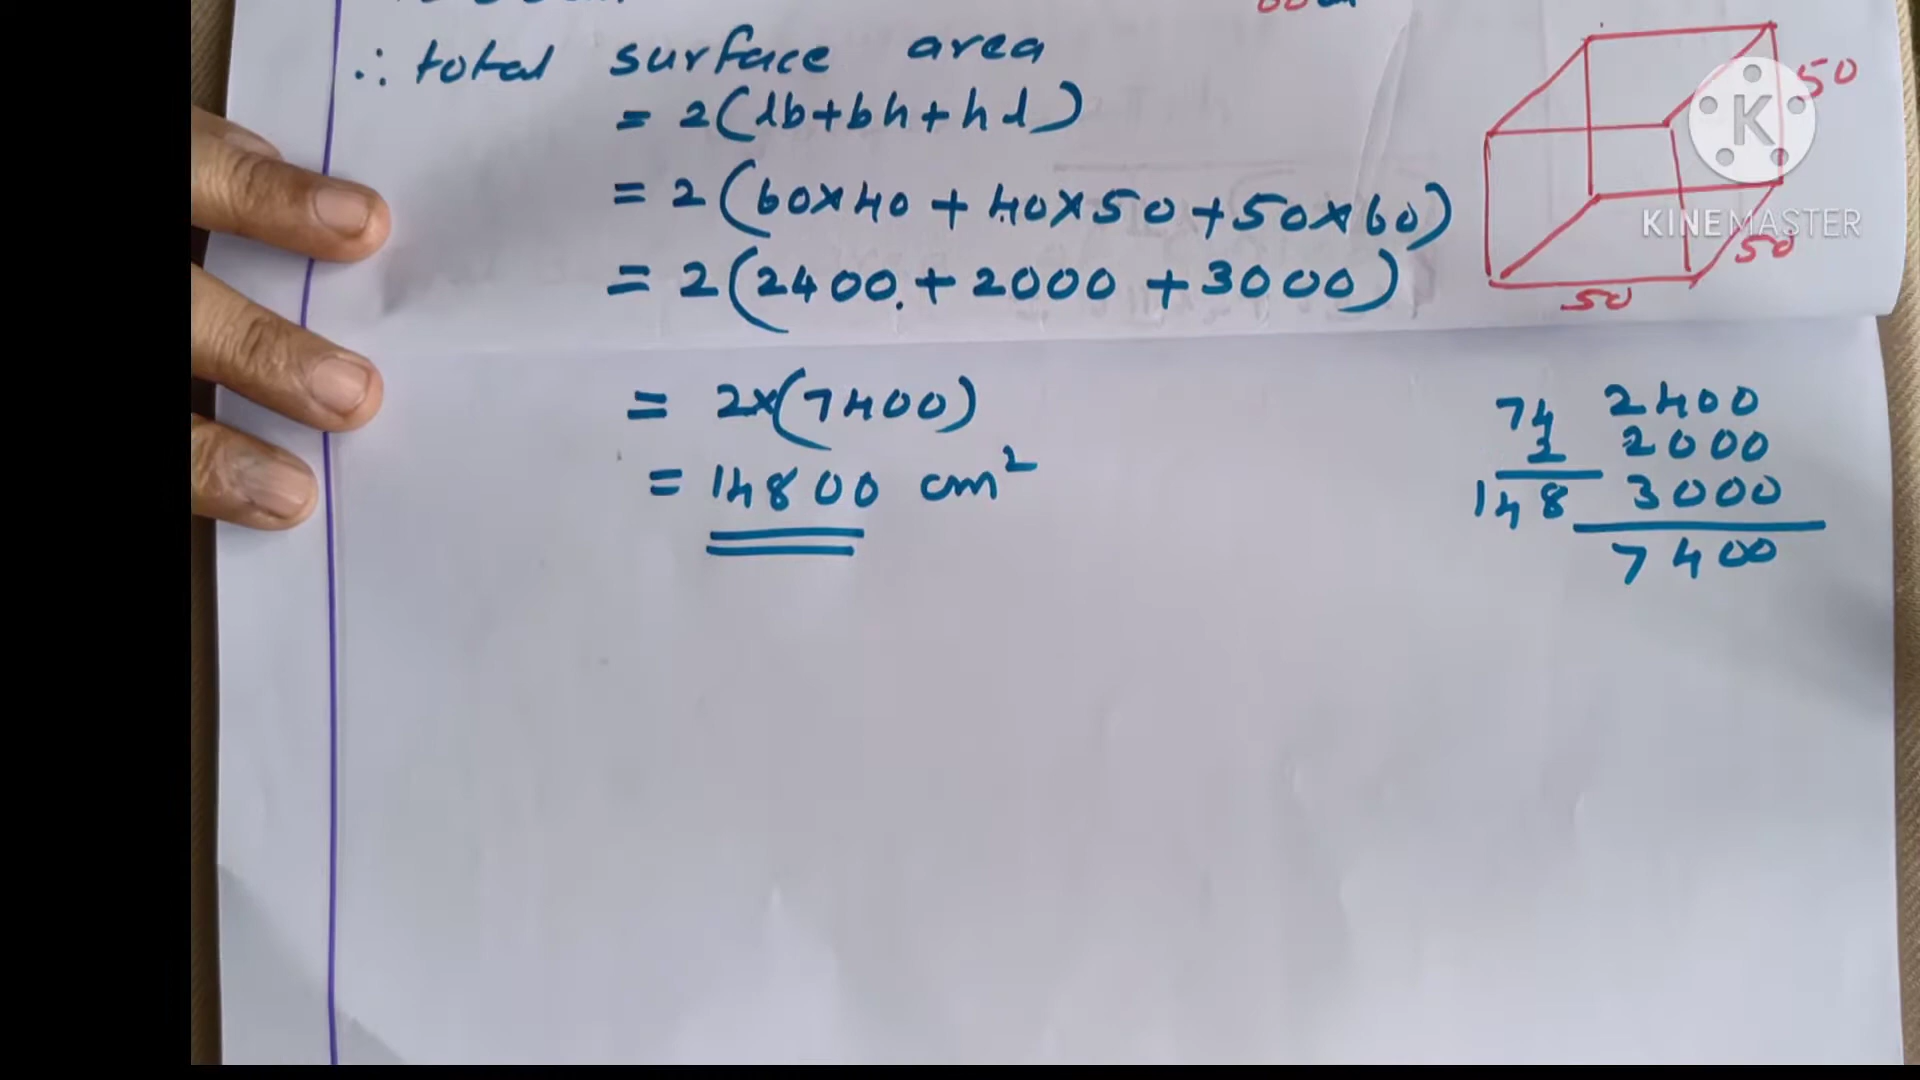 ∴ total surface area
= 2(lb+bh+hl)
= 2(60×40 + 40×50 +50×60)
= 2(2400 + 2000 + 3000)
= 2×(7400)
= 14800 cm²
50
50
50
K
KINEMASTER
74
2
148
2400
2000
3000
7400